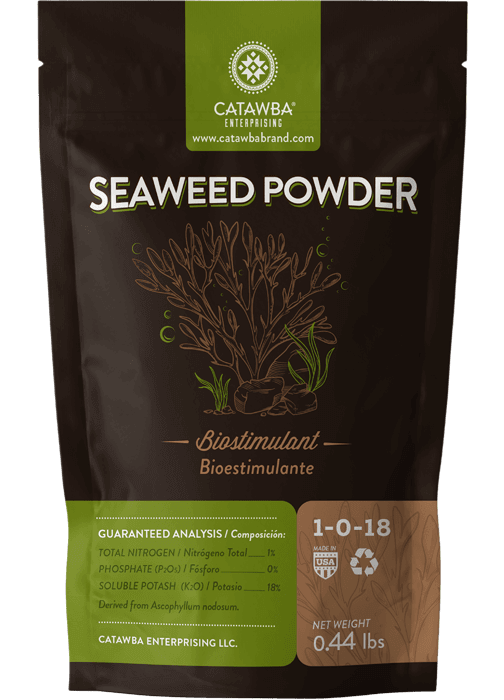 CATAWBA®
ENTERPRISING
www.catawbabrand.com
SEAWEED POWDER
Biostimulant
Bioestimulante
GUARANTEED ANALYSIS / Composición:
TOTAL NITROGEN / Nitrógeno Total 1%
PHOSPHATE (P2O5) / Fósforo 0%
SOLUBLE POTASH (K2O) / Potasio 18%
Derived from Ascophyllum nodosum.
CATAWBA ENTERPRISING LLC.
1-0-18
MADE IN
USA
NET WEIGHT
0.44 lbs